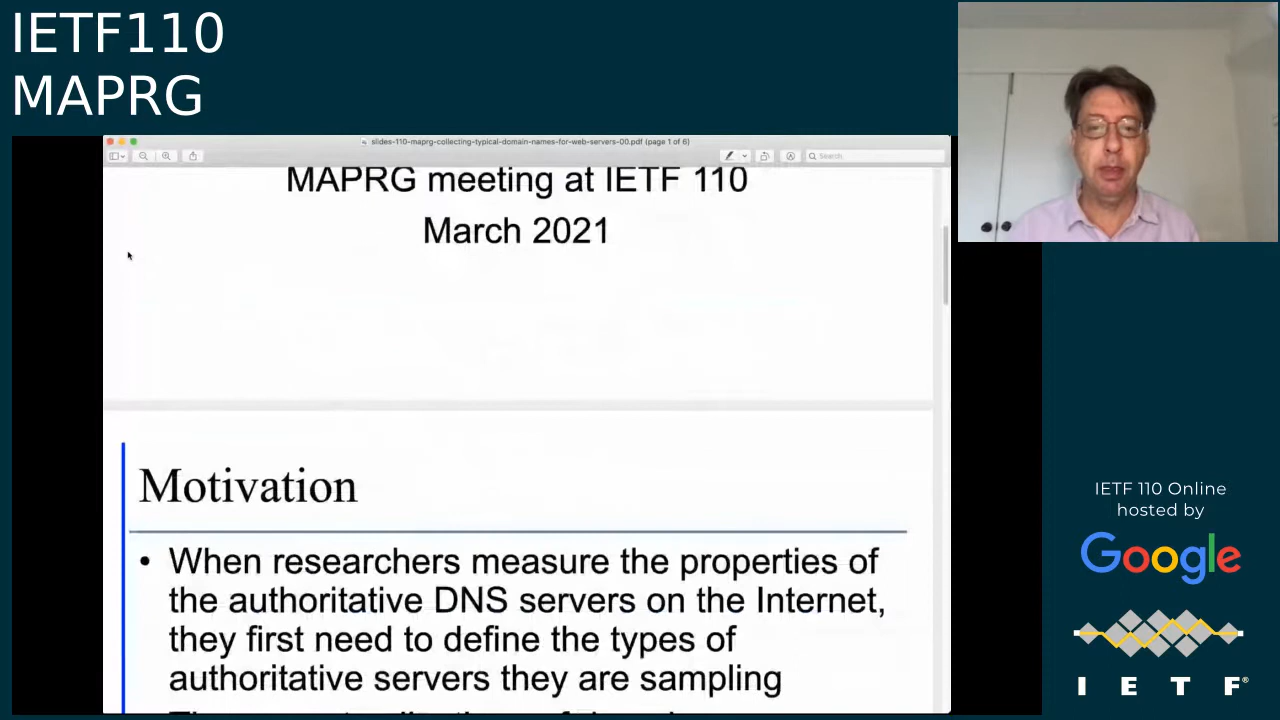 IETF110
MAPRG
slides-110-maprg-collecting-typical-domain-names-for-web-servers-00.pdf (page 1 of 6)
Search
MAPRG meeting at IETF 110
March 2021
Motivation
• When researchers measure the properties of
the authoritative DNS servers on the Internet,
they first need to define the types of
authoritative servers they are sampling
IETF 110 Online
hosted by
Google
I E T F®